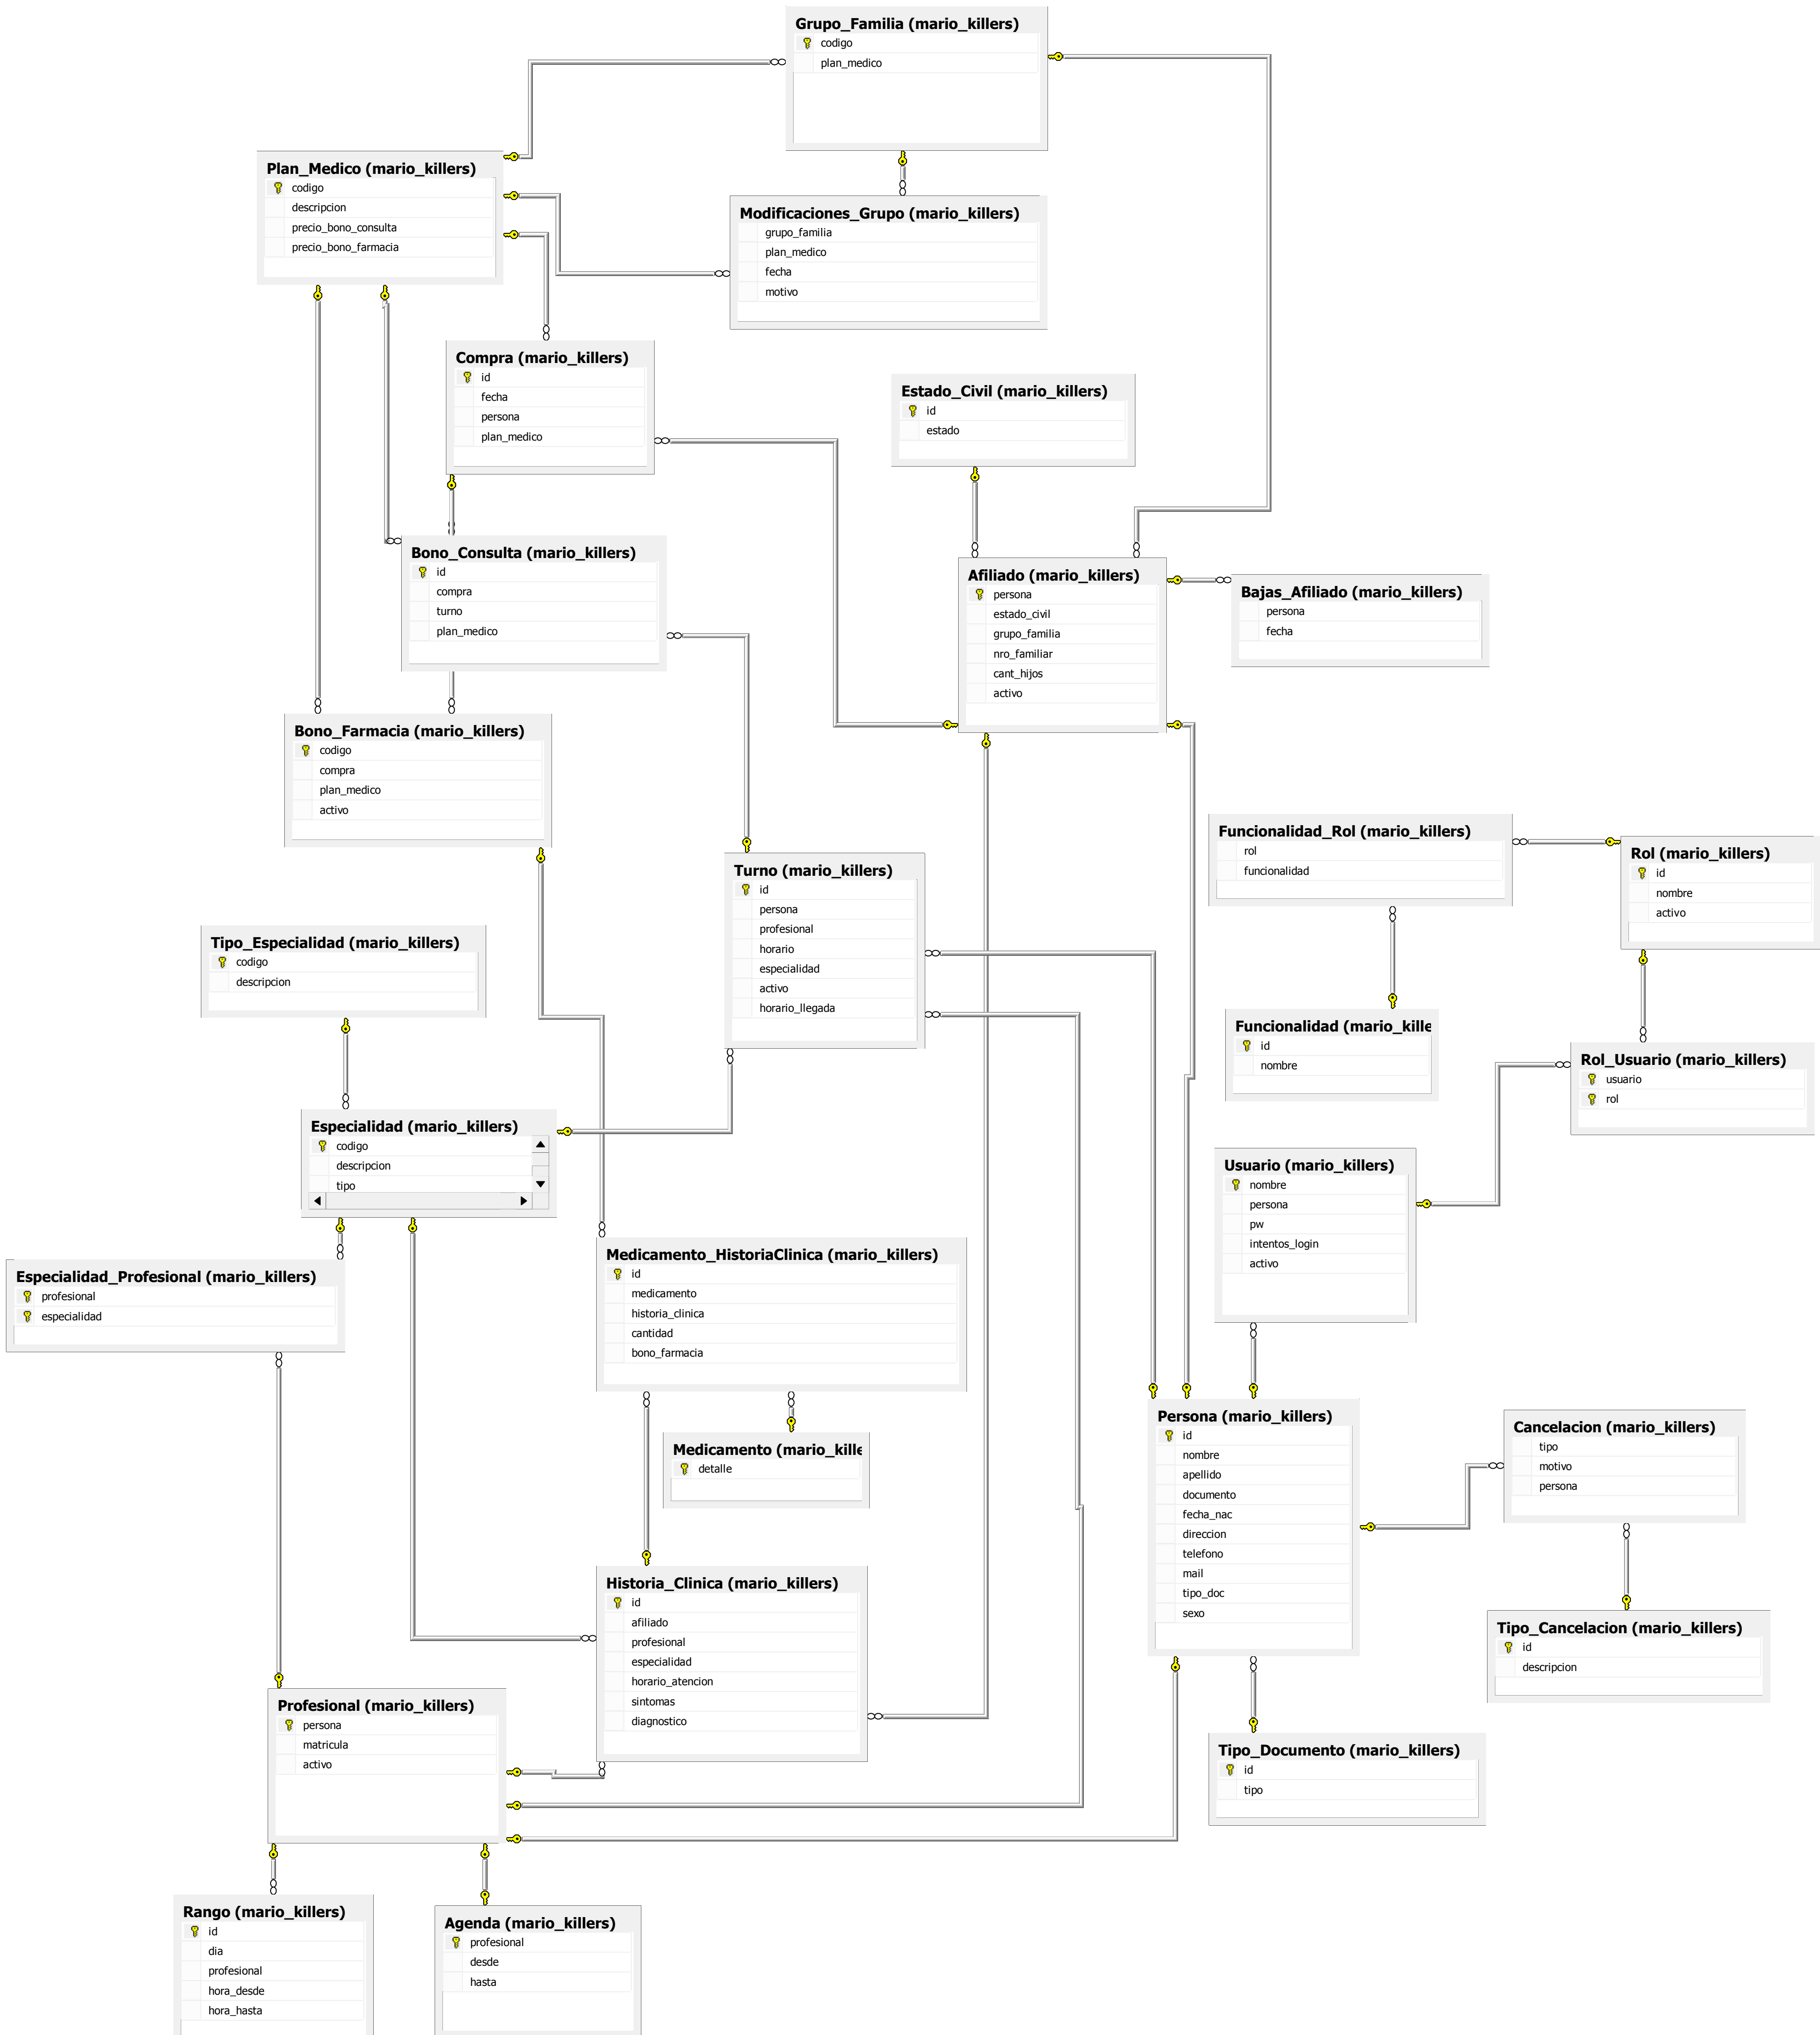 Grupo_Familia (mario_killers)
codigo
plan_medico
Plan_Medico (mario_killers)
codigo
descripcion
precio_bono_consulta
precio_bono_farmacia
Modificaciones_Grupo (mario_killers)
grupo_familia
plan_medico
fecha
motivo
Compra (mario_killers)
id
fecha
persona
plan_medico
Estado_Civil (mario_killers)
id
estado
Bono_Consulta (mario_killers)
id
compra
turno
plan_medico
Afiliado (mario_killers)
persona
estado_civil
grupo_familia
nro_familiar
cant_hijos
activo
Bajas_Afiliado (mario_killers)
persona
fecha
Bono_Farmacia (mario_killers)
codigo
compra
plan_medico
activo
Funcionalidad_Rol (mario_killers)
rol
funcionalidad
Rol (mario_killers)
id
nombre
activo
Turno (mario_killers)
id
persona
profesional
horario
especialidad
activo
horario_llegada
Tipo_Especialidad (mario_killers)
codigo
descripcion
Funcionalidad (mario_kille
id
nombre
Rol_Usuario (mario_killers)
usuario
rol
Especialidad (mario_killers)
codigo
descripcion
tipo
Usuario (mario_killers)
nombre
persona
pw
intentos_login
activo
Especialidad_Profesional (mario_killers)
profesional
especialidad
Medicamento_HistoriaClinica (mario_killers)
id
medicamento
historia_clinica
cantidad
bono_farmacia
Medicamento (mario_kille
detalle
Persona (mario_killers)
id
nombre
apellido
documento
fecha_nac
direccion
telefono
mail
tipo_doc
sexo
Cancelacion (mario_killers)
tipo
motivo
persona
Historia_Clinica (mario_killers)
id
afiliado
profesional
especialidad
horario_atencion
sintomas
diagnostico
Tipo_Cancelacion (mario_killers)
id
descripcion
Profesional (mario_killers)
persona
matricula
activo
Tipo_Documento (mario_killers)
id
tipo
Rango (mario_killers)
id
dia
profesional
hora_desde
hora_hasta
Agenda (mario_killers)
profesional
desde
hasta